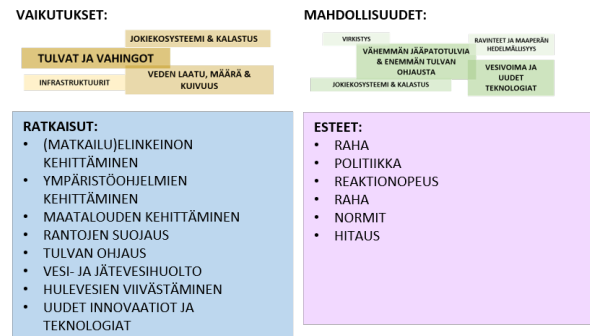 VAIKUTUKSET:
JOKIEKOSYSTEEMI & KALASTUS
TULVAT JA VAHINGOT
INFRASTRUKTUURIT
VEDEN LAATU, MÄÄRÄ &
KUIVUUS
MAHDOLLISUUDET:
VIRKISTYS
RAVINTEET JA MAAPERÄN
HEDELMÄLLISYYS
VÄHEMMÄN JÄÄPATOTULVIA
& ENEMMÄN TULVAN
OHJAUSTA
VESIVOIMA JA
UUDET
TEKNOLOGIAT
JOKIEKOSYSTEEMI & KALASTUS
RATKAISUT:
• (MATKAILU)ELINKEINON
KEHITTÄMINEN
• YMPÄRISTÖOHJELMIEN
KEHITTÄMINEN
• MAATALOUDEN KEHITTÄMINEN
• RANTOJEN SUOJAUS
• TULVAN OHJAUS
• VESI- JA JÄTEVESIHUOLTO
• HULEVESIEN VIIVÄSTÄMINEN
• UUDET INNOVAATIOT JA
TEKNOLOGIAT
ESTEET:
• RAHA
• POLITIIKKA
• REAKTIONOPEUS
• RAHA
• NORMIT
• HITAUS